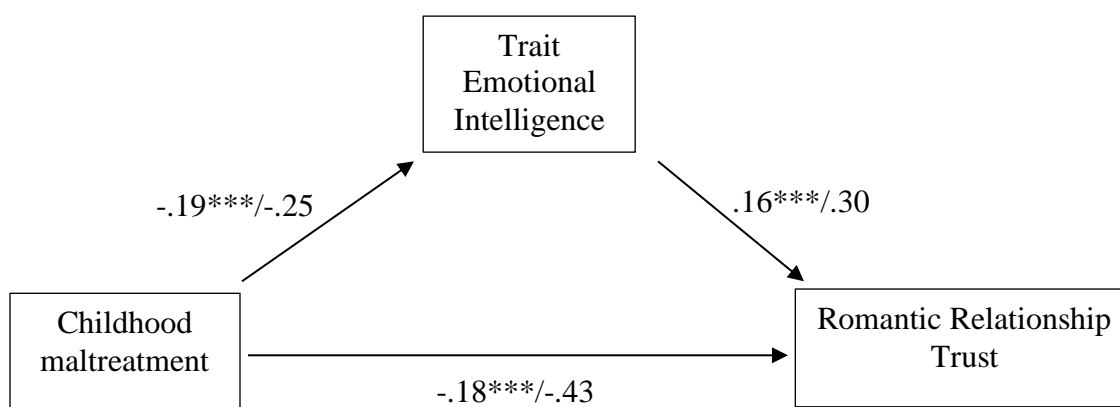 Trait
Emotional
Intelligence
-.19***/-.25
.16***/.30
Childhood
maltreatment
Romantic Relationship
Trust
-.18***/-.43